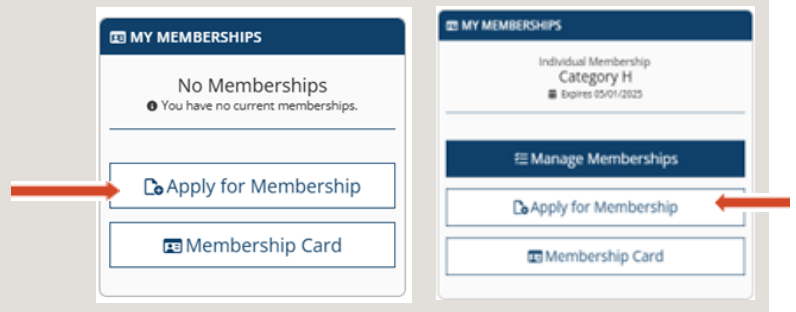 MY MEMBERSHIPS
No Memberships
You have no current memberships.
Apply for Membership
Membership Card
MY MEMBERSHIPS
Individual Membership
Category H
Expires 05/01/2025
Manage Memberships
Apply for Membership
Membership Card